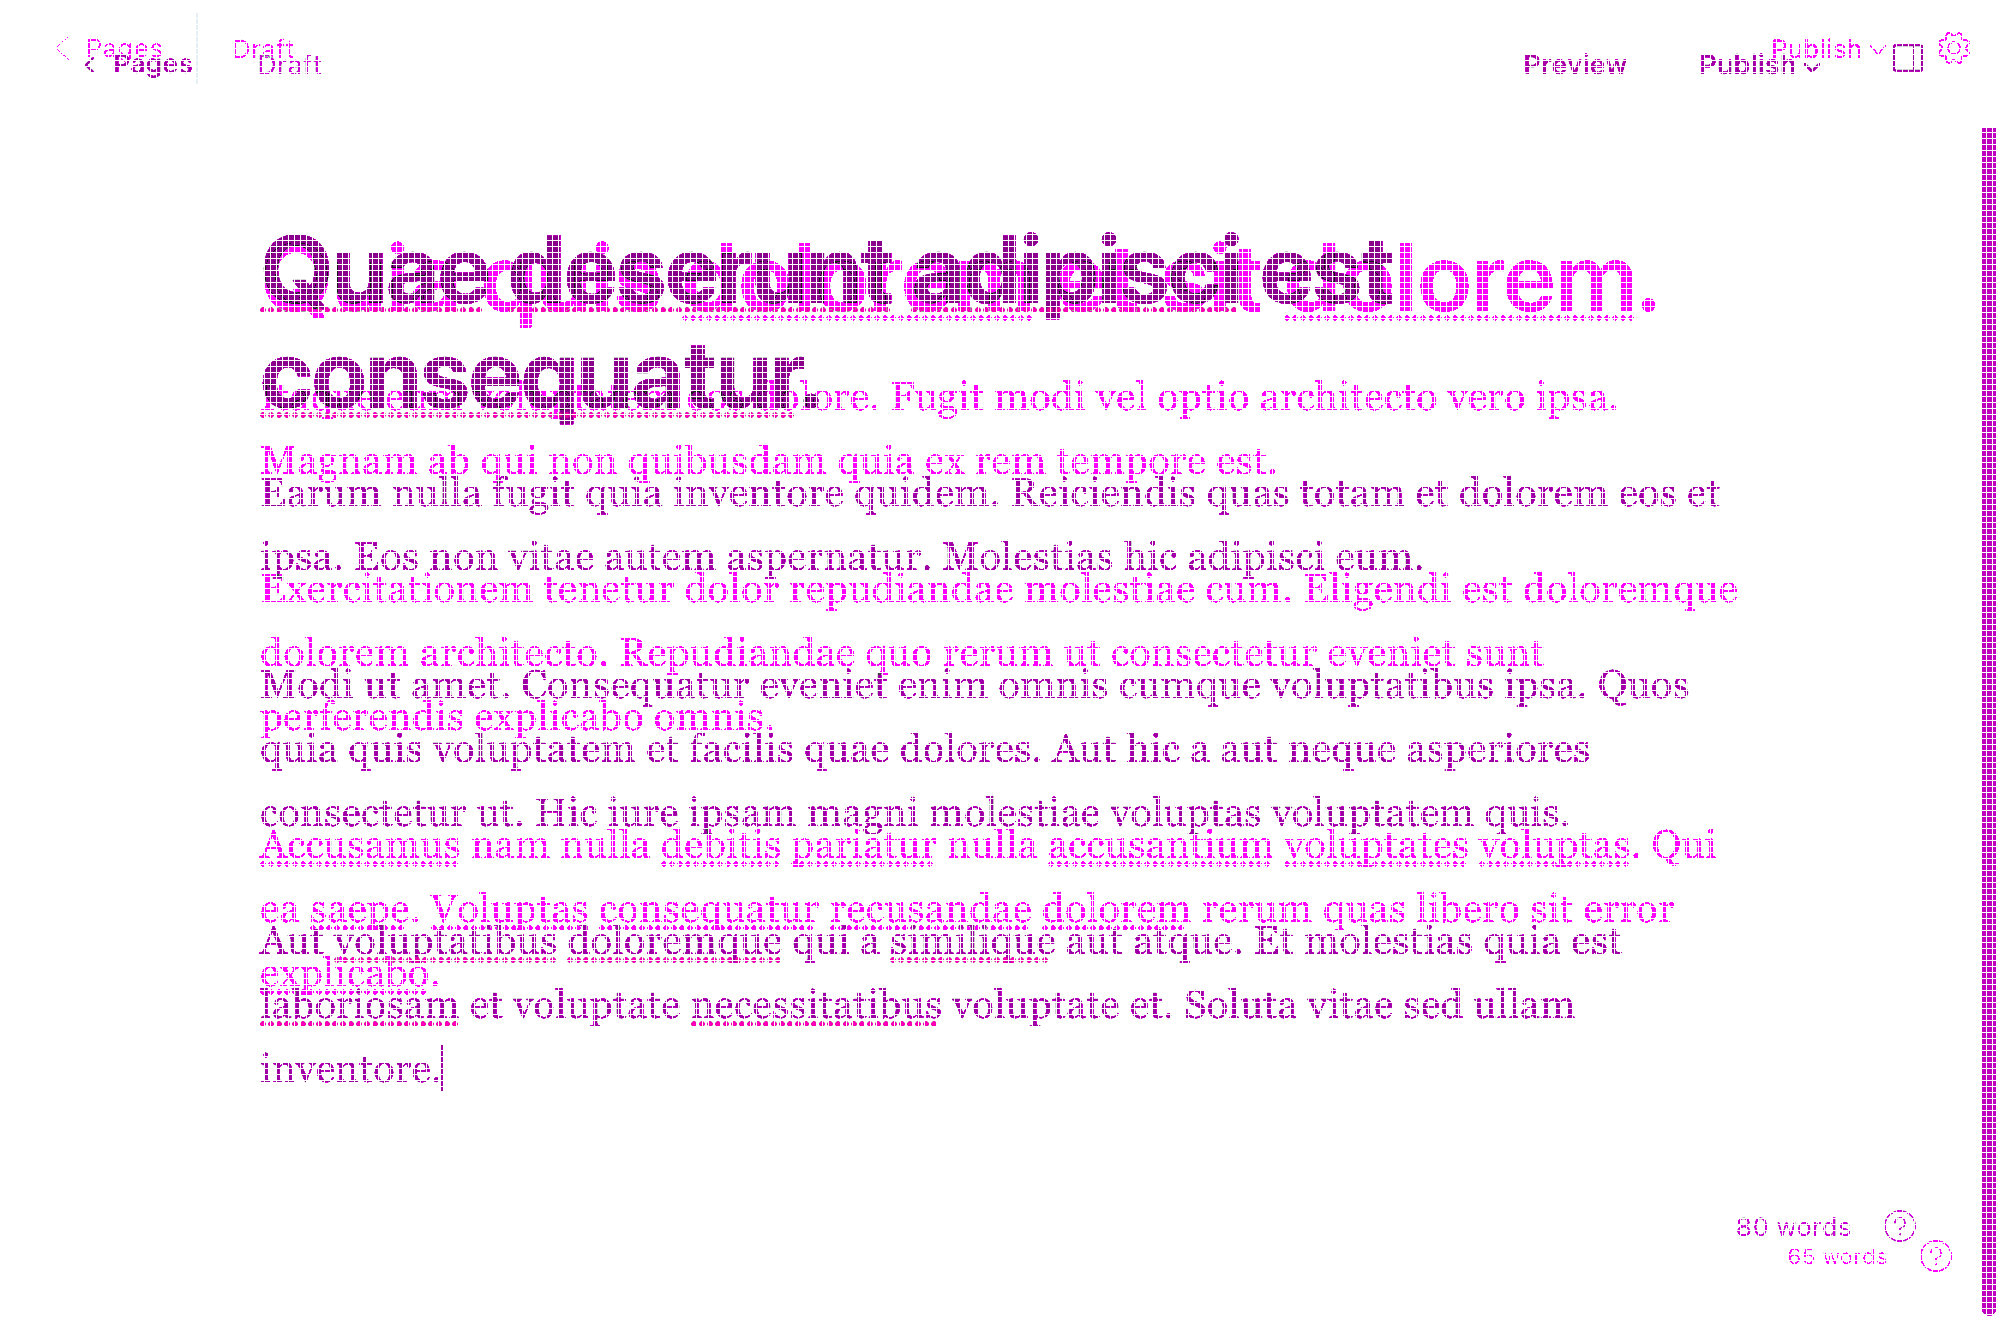 Pages Draft Publish
Pages Draft Preview Publish
Quae deserunt adipisci est
dolorem.
consequatur.
dolore. Fugit modi vel optio architecto vero ipsa.
Magnam ab qui non quibusdam quia ex rem tempore est.
Earum nulla fugit quia inventore quidem. Reiciendis quas totam et dolorem eos et
ipsa. Eos non vitae autem aspernatur. Molestias hic adipisci eum.
Exercitationem tenetur dolor repudiandae molestiae cum. Eligendi est doloremque
dolorem architecto. Repudiandae quo rerum ut consectetur eveniet sunt
Modi ut amet. Consequatur eveniet enim omnis cumque voluptatibus ipsa. Quos
perferendis explicabo omnis.
quia quis voluptatem et facilis quae dolores. Aut hic a aut neque asperiores
consectetur ut. Hic iure ipsam magni molestiae voluptas voluptatem quis.
Accusamus nam nulla debitis pariatur nulla accusantium voluptates voluptas. Qui
ea saepe. Voluptas consequatur recusandae dolorem rerum quas libero sit error
Aut voluptatibus doloremque qui a similique aut atque. Et molestias quia est
explicabo.
laboriosam et voluptate necessitatibus voluptate et. Soluta vitae sed ullam
inventore.
80 words ?
65 words ?